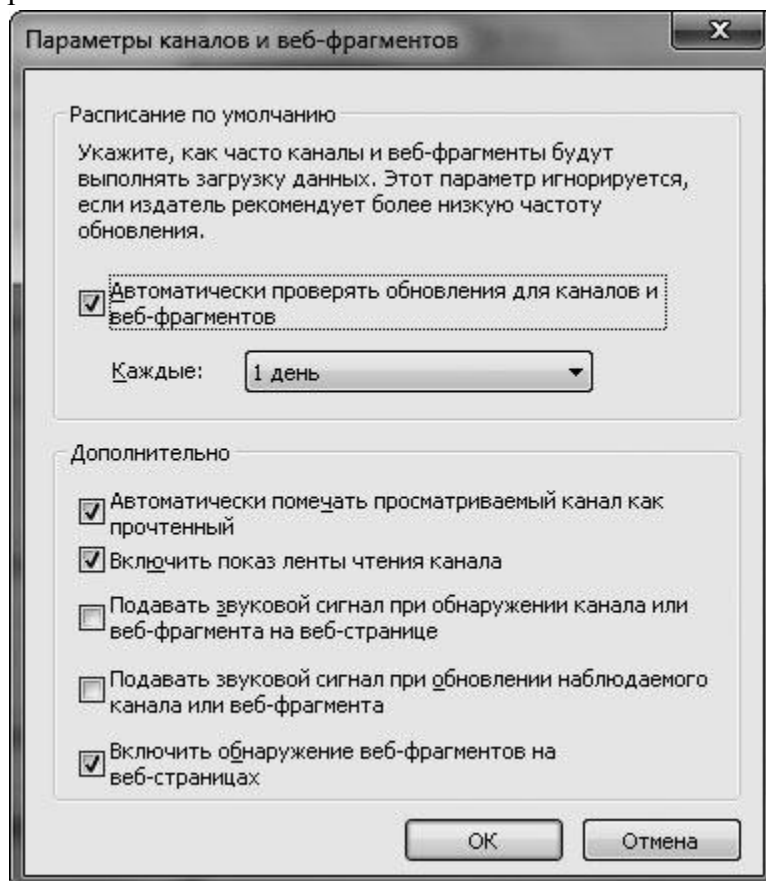 Параметры каналов и веб-фрагментов
Расписание по умолчанию
Укажите, как часто каналы и веб-фрагменты будут
выполнять загрузку данных. Этот параметр игнорируется,
если издатель рекомендует более низкую частоту
обновления.
Автоматически проверять обновления для каналов и
веб-фрагментов
Каждые:
1 день
Дополнительно
Автоматически помечать просматриваемый канал как
прочтенный
Включить показ ленты чтения канала
Подавать звуковой сигнал при обнаружении канала или
веб-фрагмента на веб-странице
Подавать звуковой сигнал при обновлении наблюдаемого
канала или веб-фрагмента
Включить обнаружение веб-фрагментов на
веб-страницах
ОК Отмена